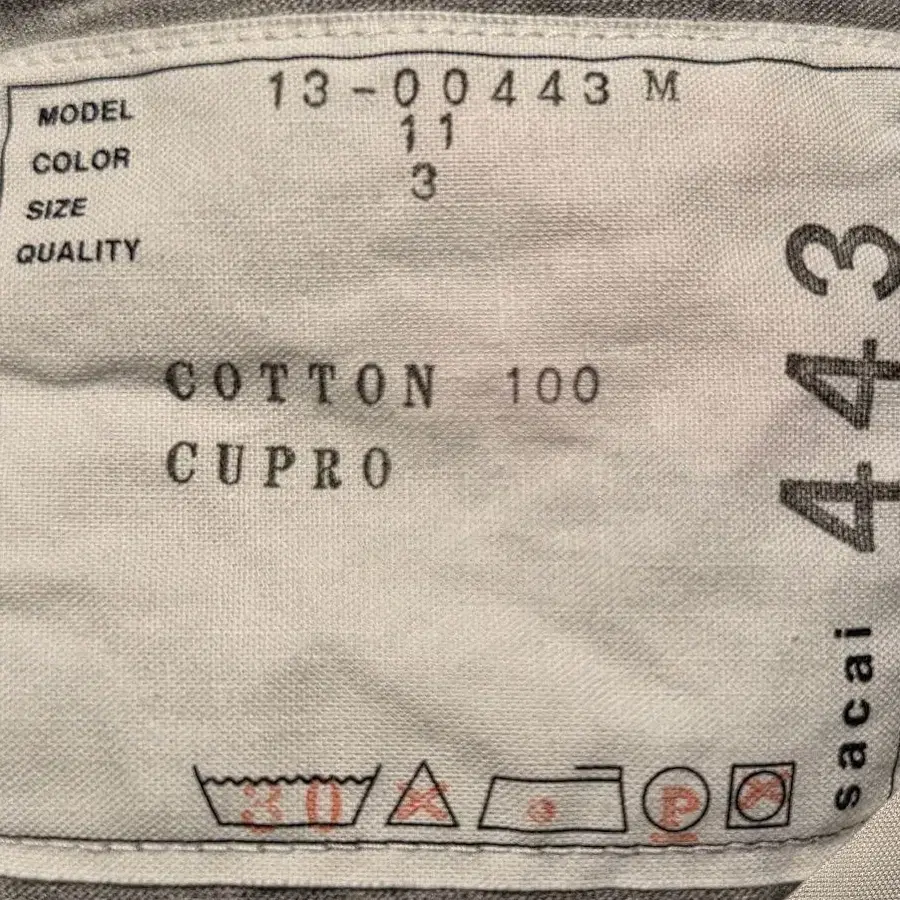 MODEL 13-00443 M
COLOR 11
SIZE 3
QUALITY
COTTON 100
CUPRO
30
P
sacai 443